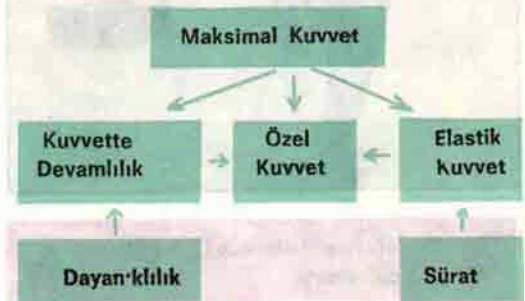 Maksimal Kuvvet
Kuvvette
Devamlılık
Özel
Kuvvet
Elastik
kuvvet
Dayanıklılık
Sürat